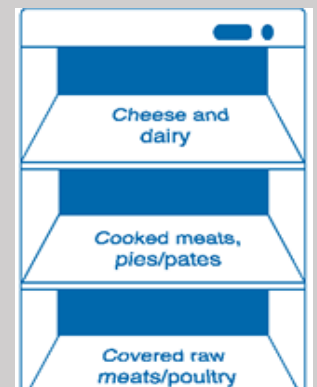 Cheese and
dairy
Cooked meats,
pies/pates
Covered raw
meats/poultry